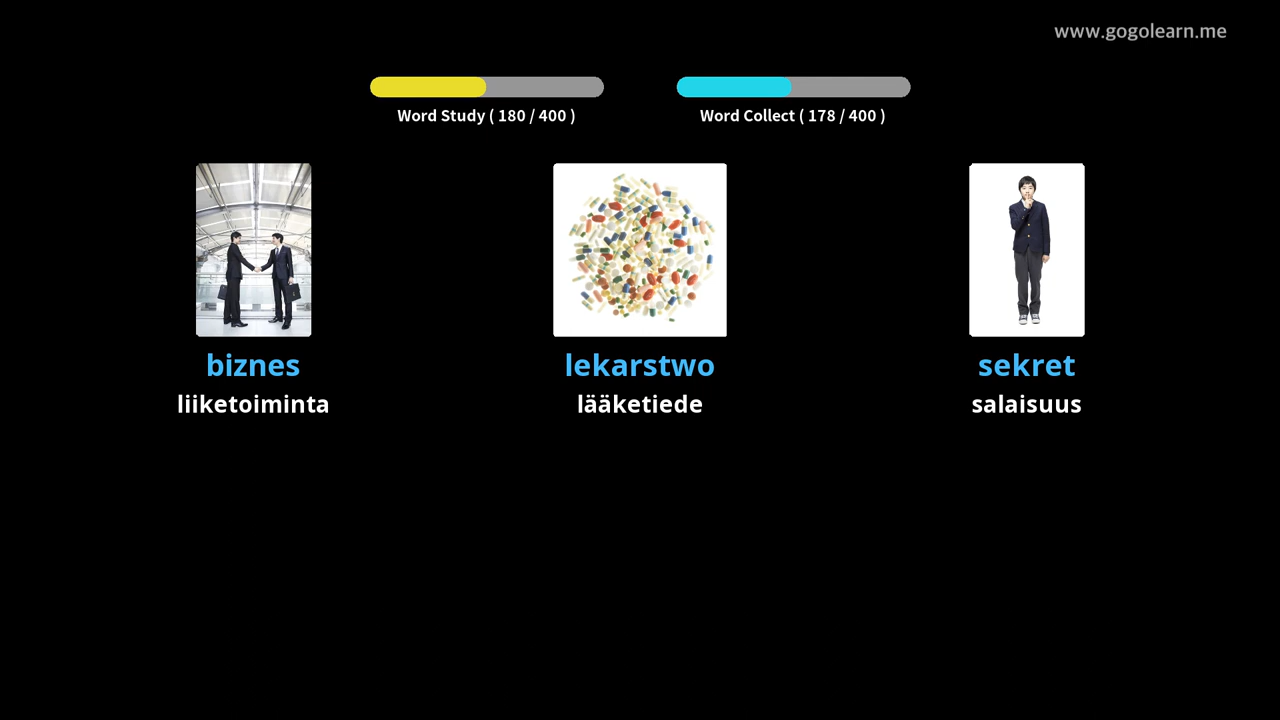 www.gogolearn.me
Word Study ( 180 / 400 )
Word Collect ( 178 / 400 )
biznes
lekarstwo
sekret
liiketoiminta
lääketiede
salaisuus